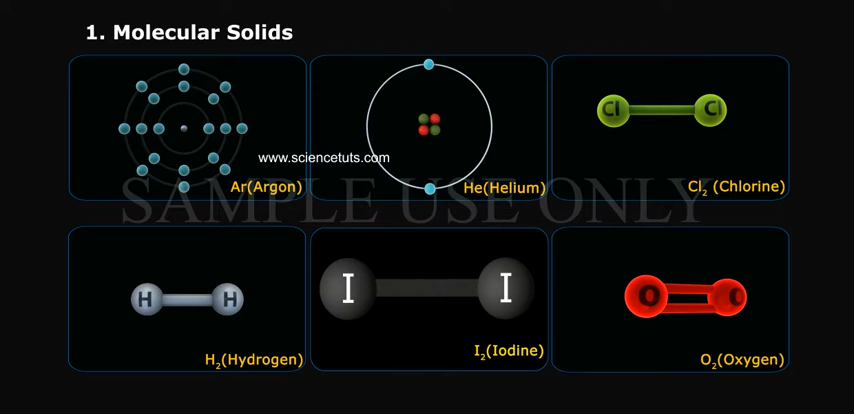 1. Molecular Solids
www.sciencetuts.com
Ar(Argon)
He(Helium)
Cl Cl
Cl₂ (Chlorine)
SAMPLE USE ONLY
H H
H₂(Hydrogen)
I I
I₂(Iodine)
O O
O₂(Oxygen)